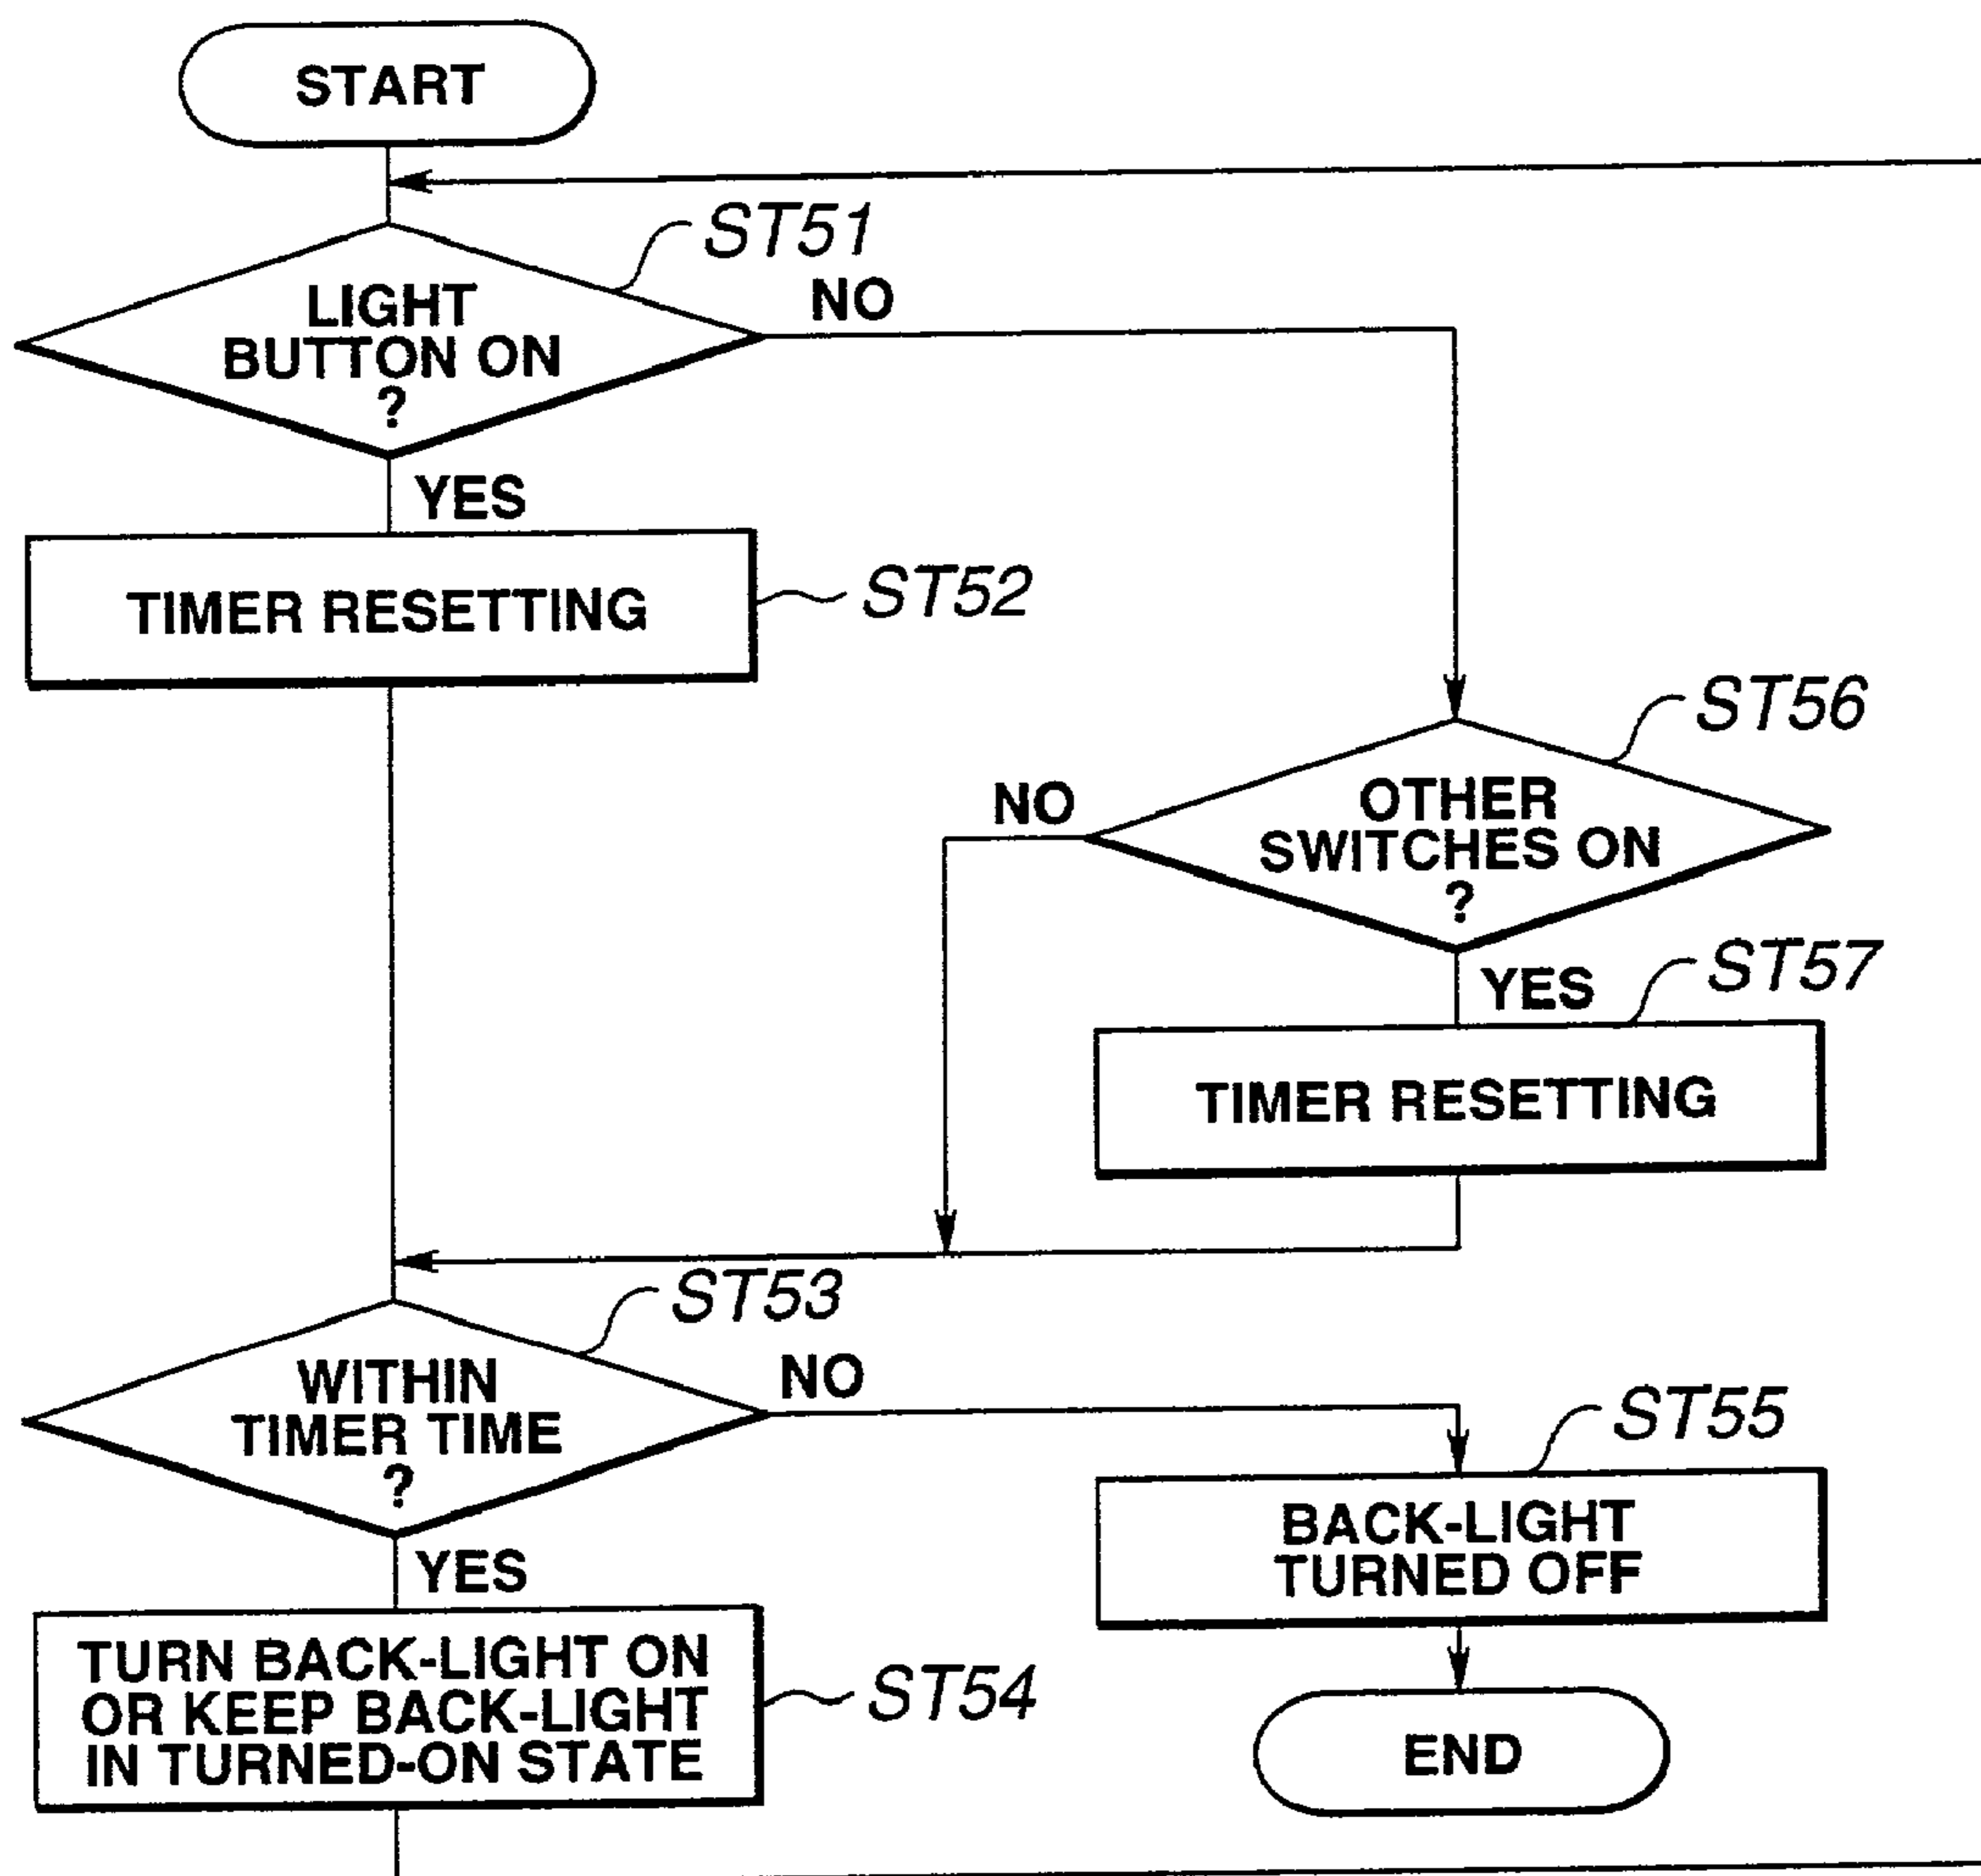 START
ST51
LIGHT
BUTTON ON
?
NO
YES
TIMER RESETTING
ST52
ST56
OTHER
SWITCHES ON
?
NO
YES
ST57
TIMER RESETTING
ST53
WITHIN
TIMER TIME
?
NO
YES
ST55
BACK-LIGHT
TURNED OFF
TURN BACK-LIGHT ON
OR KEEP BACK-LIGHT
IN TURNED-ON STATE
ST54
END